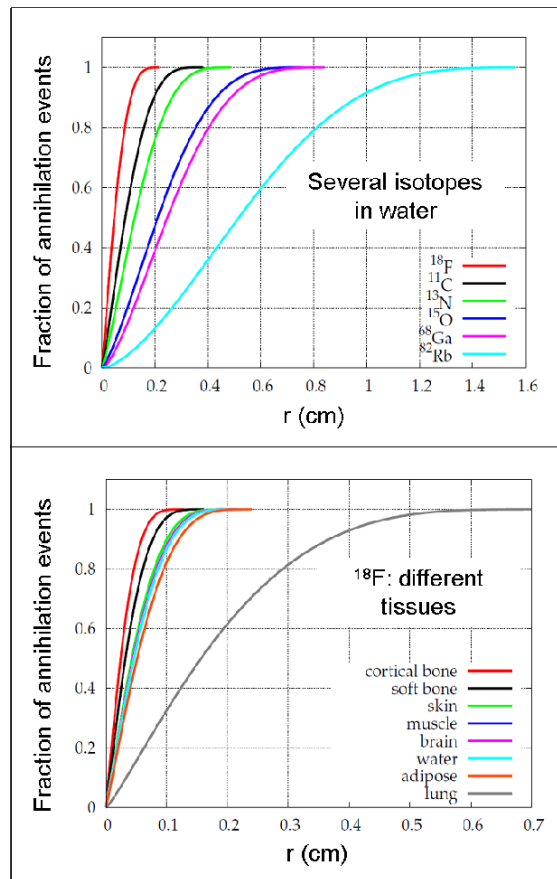 Fraction of annihilation events
1
0.8
0.6
0.4
0.2
0
Several isotopes
in water
¹⁸F
¹¹C
¹³N
¹⁵O
⁶⁸Ga
⁸²Rb
0 0.2 0.4 0.6 0.8 1 1.2 1.4 1.6
r (cm)
Fraction of annihilation events
1
0.8
0.6
0.4
0.2
0
¹⁸F: different
tissues
cortical bone
soft bone
skin
muscle
brain
water
adipose
lung
0 0.1 0.2 0.3 0.4 0.5 0.6 0.7
r (cm)